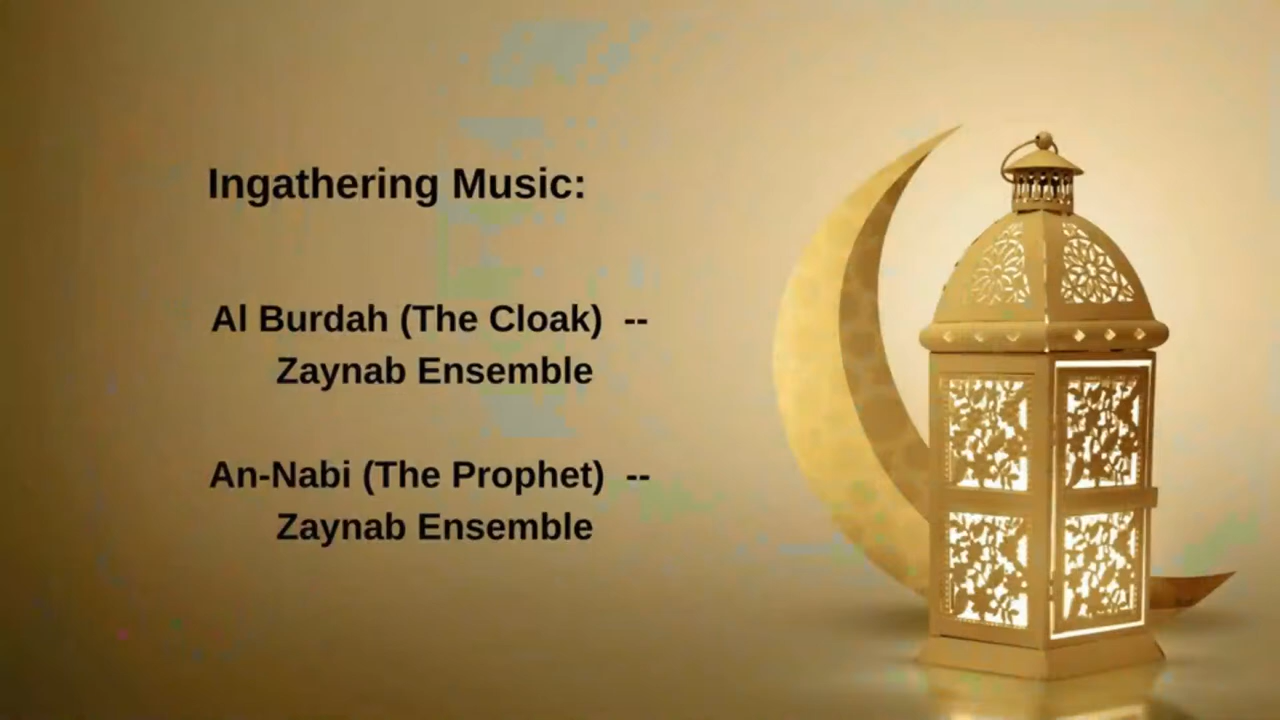 Ingathering Music:
Al Burdah (The Cloak) --
Zaynab Ensemble
An-Nabi (The Prophet) --
Zaynab Ensemble